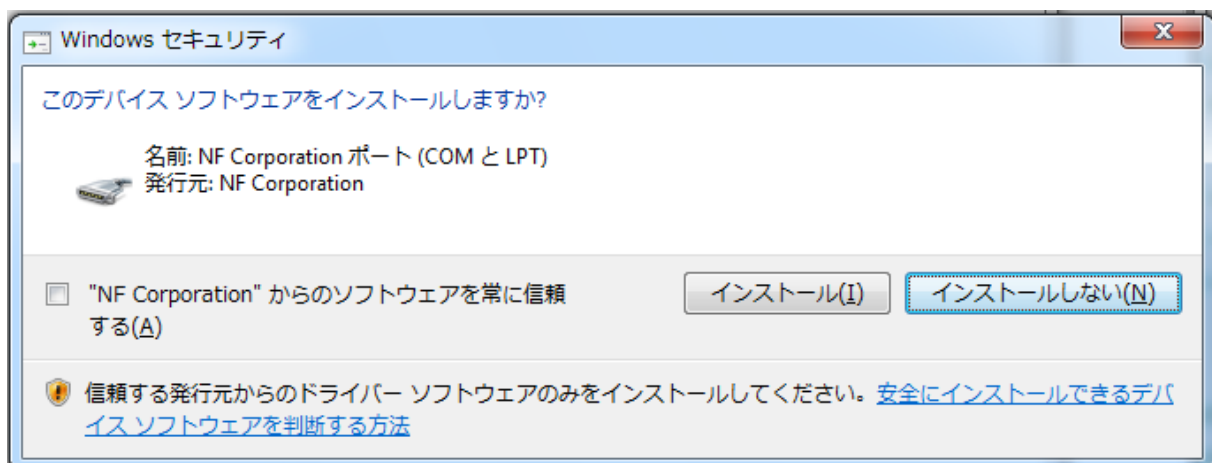 Windows セキュリティ
このデバイス ソフトウェアをインストールしますか?
名前: NF Corporation ポート (COM と LPT)
発行元: NF Corporation
"NF Corporation" からのソフトウェアを常に信頼
する(A)
インストール(I)
インストールしない(N)
信頼する発行元からのドライバー ソフトウェアのみをインストールしてください。安全にインストールできるデバ
イス ソフトウェアを判断する方法